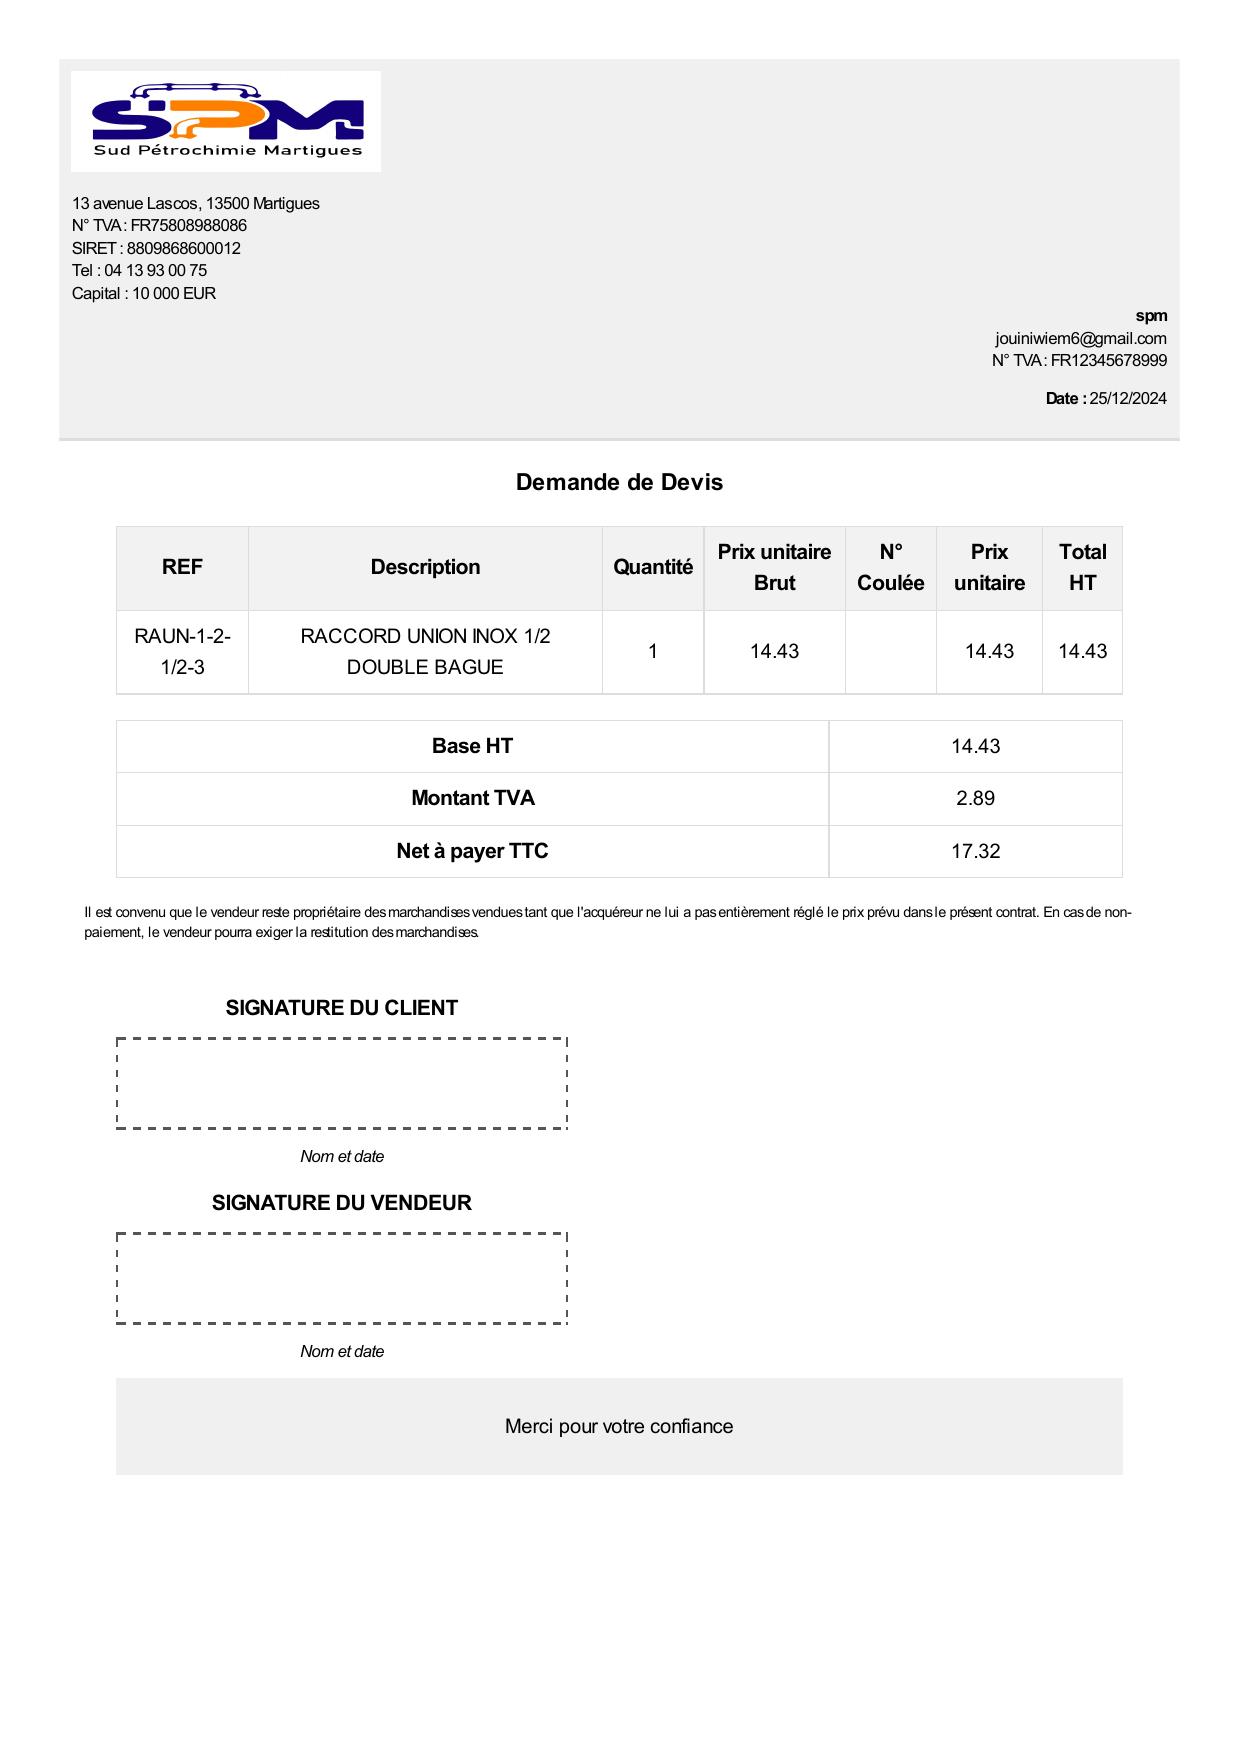 SPM
Sud Pétrochimie Martigues
13 avenue Lascos, 13500 Martigues
N° TVA : FR75808988086
SIRET : 8809868600012
Tel : 04 13 93 00 75
Capital : 10 000 EUR
spm
jouiniwiem6@gmail.com
N° TVA : FR12345678999
Date : 25/12/2024
Demande de Devis
REF Description Quantité Prix unitaire Brut N° Coulée Prix unitaire Total HT
RAUN-1-2-1/2-3 RACCORD UNION INOX 1/2 DOUBLE BAGUE 1 14.43 14.43 14.43
Base HT 14.43
Montant TVA 2.89
Net à payer TTC 17.32
Il est convenu que le vendeur reste propriétaire des marchandises vendues tant que l'acquéreur ne lui a pas entièrement réglé le prix prévu dans le présent contrat. En cas de non-
paiement, le vendeur pourra exiger la restitution des marchandises.
SIGNATURE DU CLIENT
Nom et date
SIGNATURE DU VENDEUR
Nom et date
Merci pour votre confiance